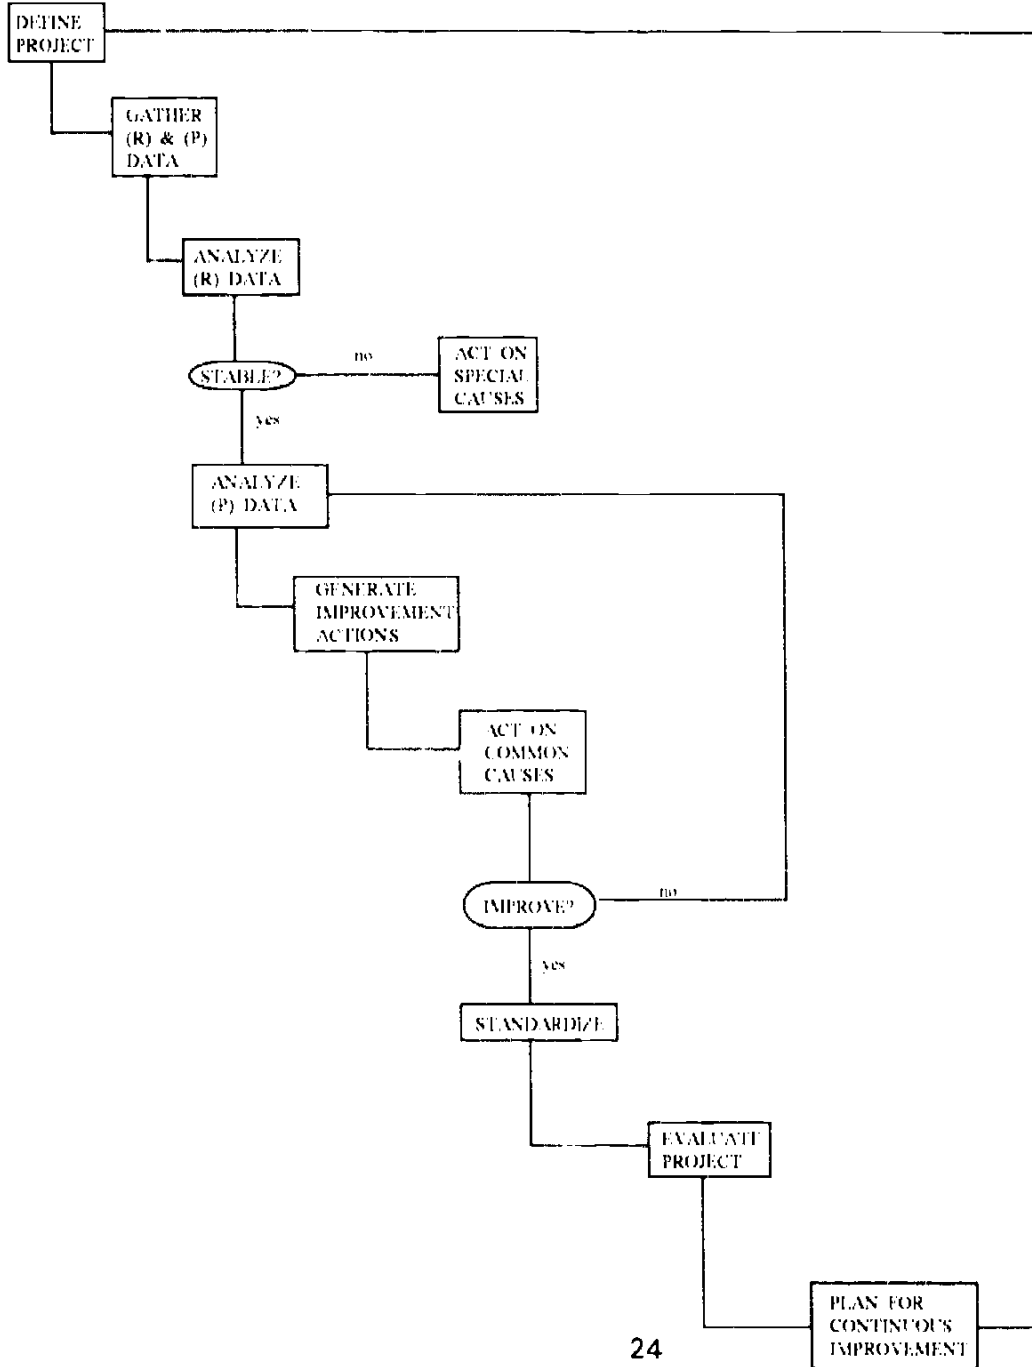 DEFINE
PROJECT
GATHER
(R) & (P)
DATA
ANALYZE
(R) DATA
STABLE?
no
ACT ON
SPECIAL
CAUSES
yes
ANALYZE
(P) DATA
GENERATE
IMPROVEMENT
ACTIONS
ACT ON
COMMON
CAUSES
IMPROVE?
no
yes
STANDARDIZE
EVALUATE
PROJECT
PLAN FOR
CONTINUOUS
IMPROVEMENT
24